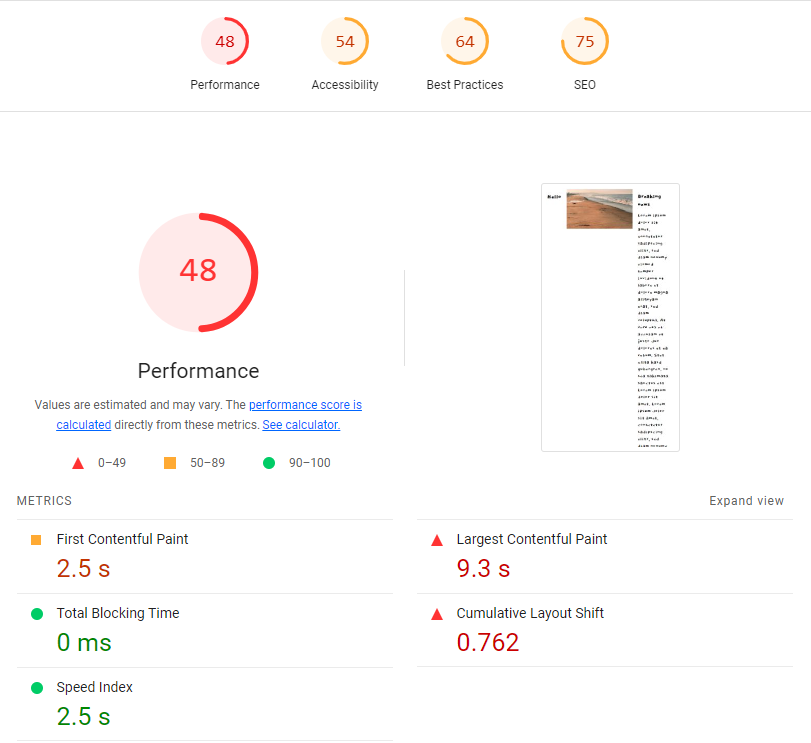 48
54
64
75
Performance
Accessibility
Best Practices
SEO
48
Performance
Values are estimated and may vary. The performance score is
calculated directly from these metrics. See calculator.
0–49
50–89
90–100
Hello
Breaking
news
METRICS
Expand view
First Contentful Paint
2.5 s
Largest Contentful Paint
9.3 s
Total Blocking Time
0 ms
Cumulative Layout Shift
0.762
Speed Index
2.5 s